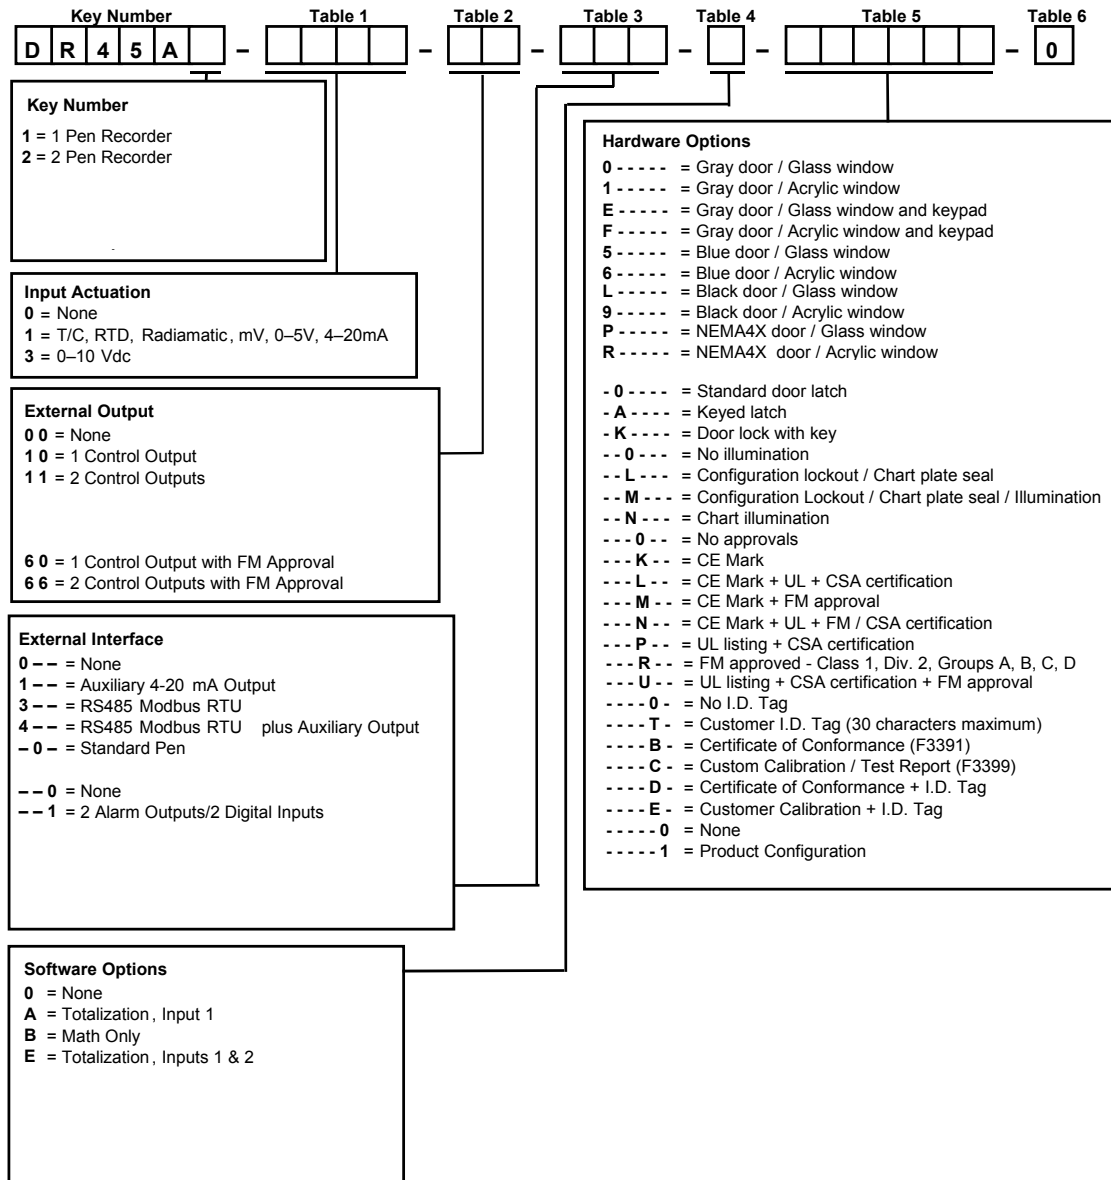 Key Number Table 1 Table 2 Table 3 Table 4 Table 5 Table 6
D R 4 5 A – – – – – – 0
Key Number
1 = 1 Pen Recorder
2 = 2 Pen Recorder
Input Actuation
0 = None
1 = T/C, RTD, Radiamatic, mV, 0–5V, 4–20mA
3 = 0–10 Vdc
External Output
0 0 = None
1 0 = 1 Control Output
1 1 = 2 Control Outputs
6 0 = 1 Control Output with FM Approval
6 6 = 2 Control Outputs with FM Approval
External Interface
0 – – = None
1 – – = Auxiliary 4-20 mA Output
3 – – = RS485 Modbus RTU
4 – – = RS485 Modbus RTU plus Auxiliary Output
– 0 – = Standard Pen
– – 0 = None
– – 1 = 2 Alarm Outputs/2 Digital Inputs
Software Options
0 = None
A = Totalization, Input 1
B = Math Only
E = Totalization, Inputs 1 & 2
Hardware Options
0 - - - - - = Gray door / Glass window
1 - - - - - = Gray door / Acrylic window
E - - - - - = Gray door / Glass window and keypad
F - - - - - = Gray door / Acrylic window and keypad
5 - - - - - = Blue door / Glass window
6 - - - - - = Blue door / Acrylic window
L - - - - - = Black door / Glass window
9 - - - - - = Black door / Acrylic window
P - - - - - = NEMA4X door / Glass window
R - - - - - = NEMA4X door / Acrylic window
- 0 - - - - = Standard door latch
- A - - - - = Keyed latch
- K - - - - = Door lock with key
- - 0 - - - = No illumination
- - L - - - = Configuration lockout / Chart plate seal
- - M - - - = Configuration Lockout / Chart plate seal / Illumination
- - N - - - = Chart illumination
- - - 0 - - = No approvals
- - - K - - = CE Mark
- - - L - - = CE Mark + UL + CSA certification
- - - M - - = CE Mark + FM approval
- - - N - - = CE Mark + UL + FM / CSA certification
- - - P - - = UL listing + CSA certification
- - - R - - = FM approved - Class 1, Div. 2, Groups A, B, C, D
- - - U - - = UL listing + CSA certification + FM approval
- - - - 0 - = No I.D. Tag
- - - - T - = Customer I.D. Tag (30 characters maximum)
- - - - B - = Certificate of Conformance (F3391)
- - - - C - = Custom Calibration / Test Report (F3399)
- - - - D - = Certificate of Conformance + I.D. Tag
- - - - E - = Customer Calibration + I.D. Tag
- - - - - 0 = None
- - - - - 1 = Product Configuration